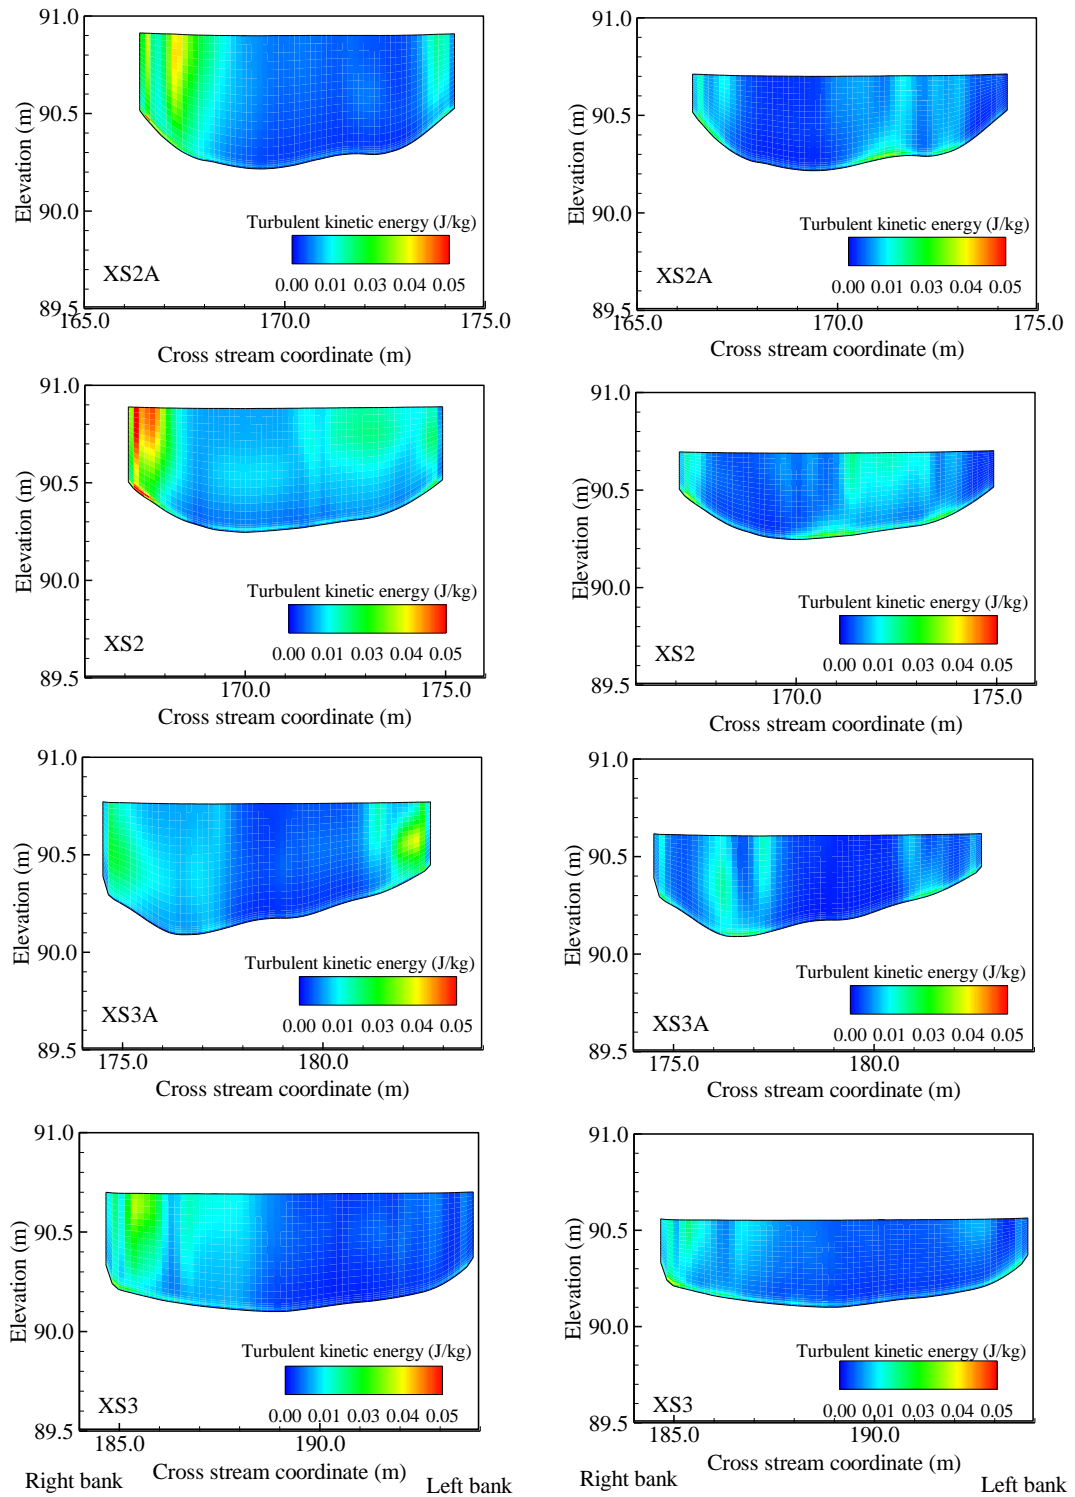 91.0
90.5
90.0
89.5
Elevation (m)
Turbulent kinetic energy (J/kg)
0.00 0.01 0.03 0.04 0.05
XS2A
165.0 170.0 175.0
Cross stream coordinate (m)
91.0
90.5
90.0
89.5
Elevation (m)
Turbulent kinetic energy (J/kg)
0.00 0.01 0.03 0.04 0.05
XS2A
165.0 170.0 175.0
Cross stream coordinate (m)
91.0
90.5
90.0
89.5
Elevation (m)
Turbulent kinetic energy (J/kg)
0.00 0.01 0.03 0.04 0.05
XS2
170.0 175.0
Cross stream coordinate (m)
91.0
90.5
90.0
89.5
Elevation (m)
Turbulent kinetic energy (J/kg)
0.00 0.01 0.03 0.04 0.05
XS2
170.0 175.0
Cross stream coordinate (m)
91.0
90.5
90.0
89.5
Elevation (m)
Turbulent kinetic energy (J/kg)
0.00 0.01 0.03 0.04 0.05
XS3A
175.0 180.0
Cross stream coordinate (m)
91.0
90.5
90.0
89.5
Elevation (m)
Turbulent kinetic energy (J/kg)
0.00 0.01 0.03 0.04 0.05
XS3A
175.0 180.0
Cross stream coordinate (m)
91.0
90.5
90.0
89.5
Elevation (m)
Turbulent kinetic energy (J/kg)
0.00 0.01 0.03 0.04 0.05
XS3
185.0 190.0
Right bank Cross stream coordinate (m) Left bank
91.0
90.5
90.0
89.5
Elevation (m)
Turbulent kinetic energy (J/kg)
0.00 0.01 0.03 0.04 0.05
XS3
185.0 190.0
Cross stream coordinate (m)
Right bank Left bank